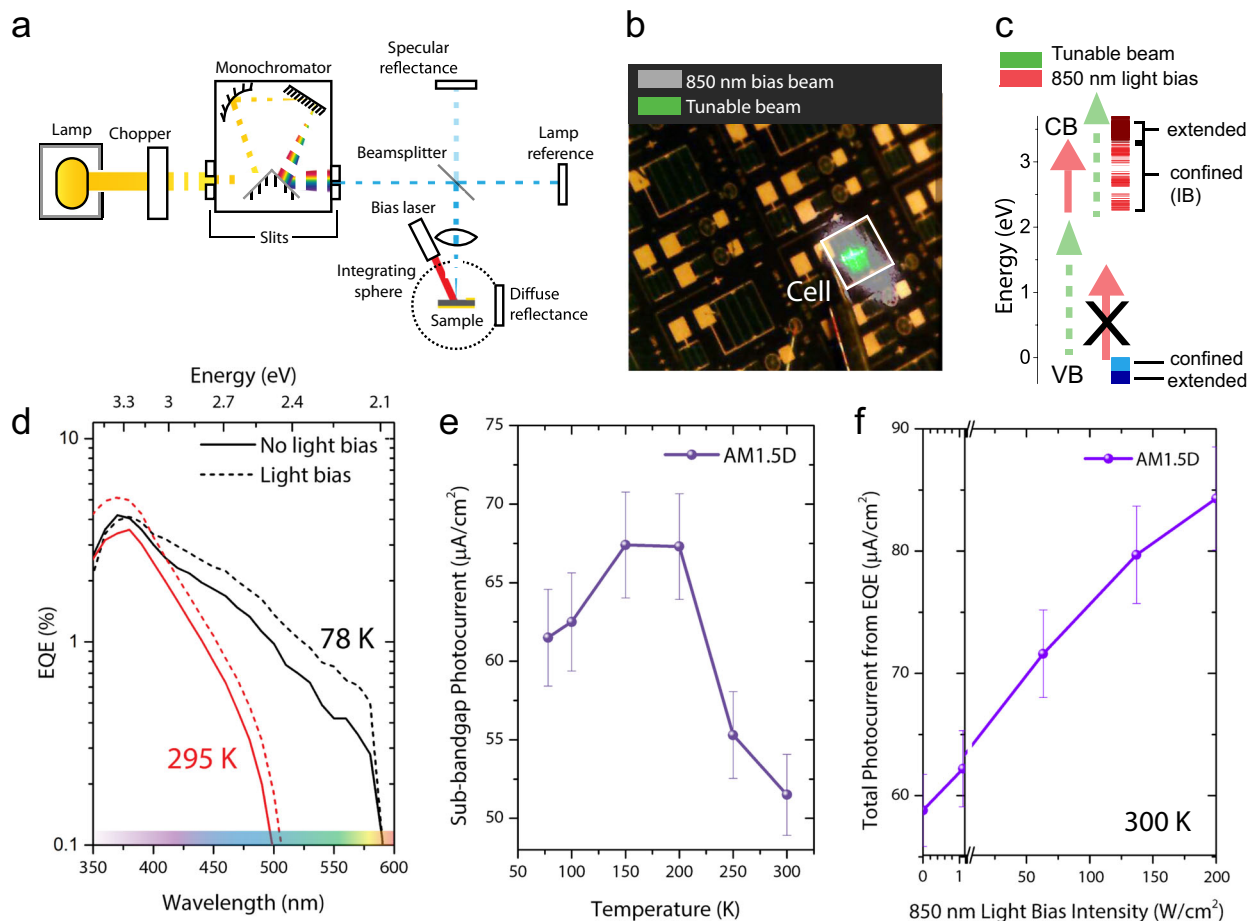 a
Specular
reflectance
Monochromator
Lamp
Chopper
Lamp
reference
Beamsplitter
Bias laser
Slits
Integrating
sphere
Sample
Diffuse
reflectance
b
850 nm bias beam
Tunable beam
Cell
c
Tunable beam
850 nm light bias
CB
extended
confined
(IB)
Energy (eV)
3
2
1
0
VB
confined
extended
d
Energy (eV)
3.3 3 2.7 2.4 2.1
No light bias
Light bias
EQE (%)
10
1
0.1
78 K
295 K
350 400 450 500 550 600
Wavelength (nm)
e
AM1.5D
Sub-bandgap Photocurrent (µA/cm²)
75
70
65
60
55
50
50 100 150 200 250 300
Temperature (K)
f
AM1.5D
Total Photocurrent from EQE (µA/cm²)
90
80
70
60
300 K
0 1 50 100 150 200
850 nm Light Bias Intensity (W/cm²)